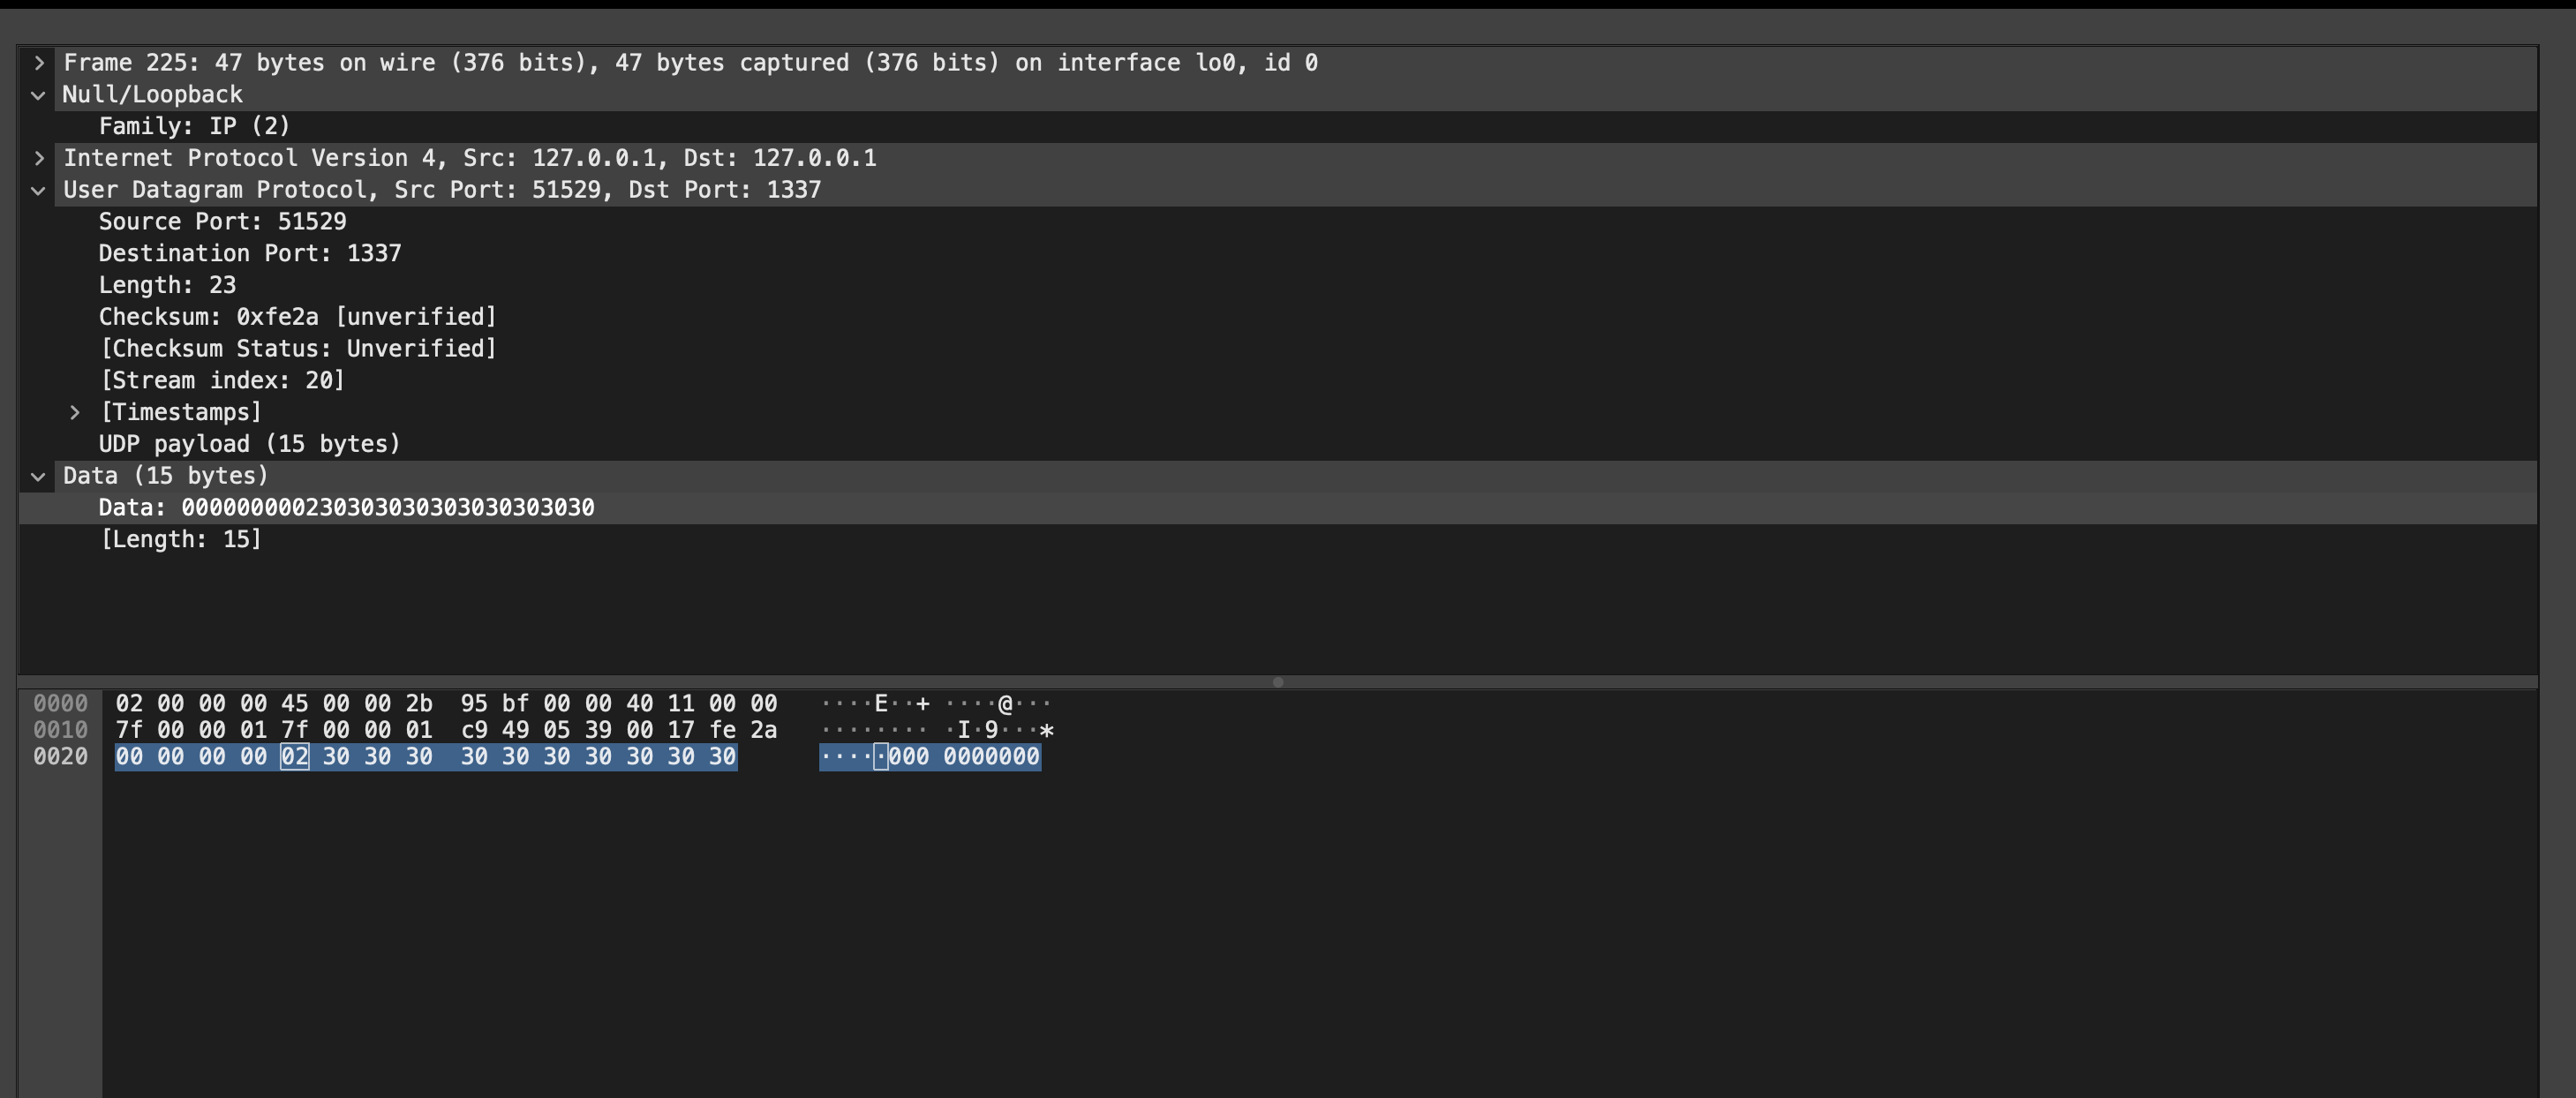 Frame 225: 47 bytes on wire (376 bits), 47 bytes captured (376 bits) on interface lo0, id 0
Null/Loopback
Family: IP (2)
Internet Protocol Version 4, Src: 127.0.0.1, Dst: 127.0.0.1
User Datagram Protocol, Src Port: 51529, Dst Port: 1337
Source Port: 51529
Destination Port: 1337
Length: 23
Checksum: 0xfe2a [unverified]
[Checksum Status: Unverified]
[Stream index: 20]
[Timestamps]
UDP payload (15 bytes)
Data (15 bytes)
Data: 000000000230303030303030303030
[Length: 15]
0000 02 00 00 00 45 00 00 2b 95 bf 00 00 40 11 00 00 ····E··+ ····@···
0010 7f 00 00 01 7f 00 00 01 c9 49 05 39 00 17 fe 2a ········ ·I·9···*
0020 00 00 00 00 02 30 30 30 30 30 30 30 30 30 30 ·····000 0000000